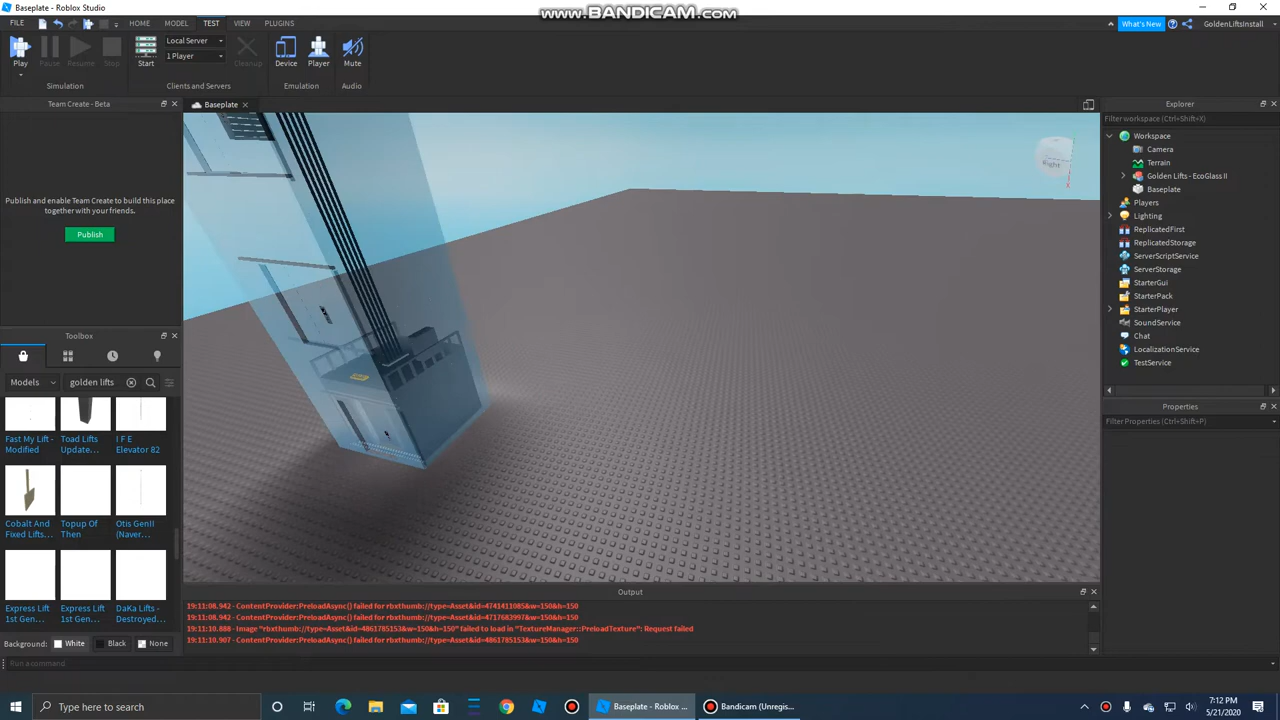 Baseplate - Roblox Studio
www.BANDICAM.com
FILE
HOME
MODEL
TEST
VIEW
PLUGINS
What's New
GoldenLiftsInstall
Play
Pause
Resume
Stop
Start
Local Server
1 Player
Cleanup
Device
Player
Mute
Simulation
Clients and Servers
Emulation
Audio
Team Create - Beta
Publish and enable Team Create to build this place
together with your friends.
Publish
Toolbox
Models
golden lifts
Fast My Lift -
Modified
Toad Lifts
Update...
I F E
Elevator 82
Cobalt And
Fixed Lifts...
Topup Of
Then
Otis GenII
(Naver...
Express Lift
1st Gen
Express Lift
1st Gen
DaKa Lifts -
Destroyed...
Background:
White
Black
None
Run a command
Baseplate
Right
Output
19:11:08.942 - ContentProvider:PreloadAsync() failed for rbxthumb://type=Asset&id=4741411085&w=150&h=150
19:11:08.942 - ContentProvider:PreloadAsync() failed for rbxthumb://type=Asset&id=4717683997&w=150&h=150
19:11:10.888 - Image "rbxthumb://type=Asset&id=4861785153&w=150&h=150" failed to load in "TextureManager::PreloadTexture": Request failed
19:11:10.907 - ContentProvider:PreloadAsync() failed for rbxthumb://type=Asset&id=4861785153&w=150&h=150
Explorer
Filter workspace (Ctrl+Shift+X)
Workspace
Camera
Terrain
Golden Lifts - EcoGlass II
Baseplate
Players
Lighting
ReplicatedFirst
ReplicatedStorage
ServerScriptService
ServerStorage
StarterGui
StarterPack
StarterPlayer
SoundService
Chat
LocalizationService
TestService
Properties
Filter Properties (Ctrl+Shift+P)
Type here to search
Baseplate - Roblox ...
Bandicam (Unregis...
7:12 PM
5/21/2020